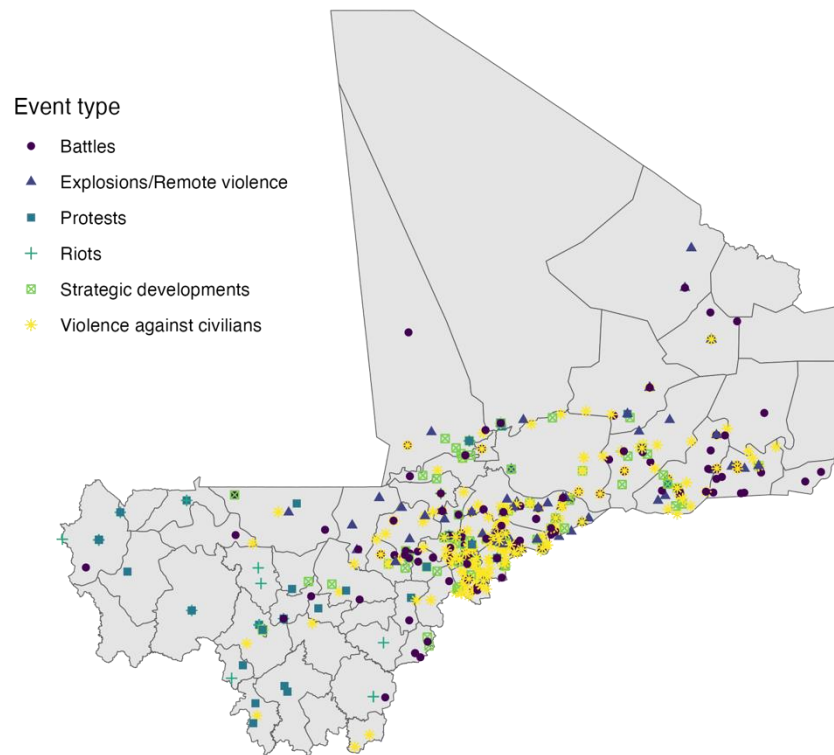 Event type
Battles
Explosions/Remote violence
Protests
Riots
Strategic developments
Violence against civilians